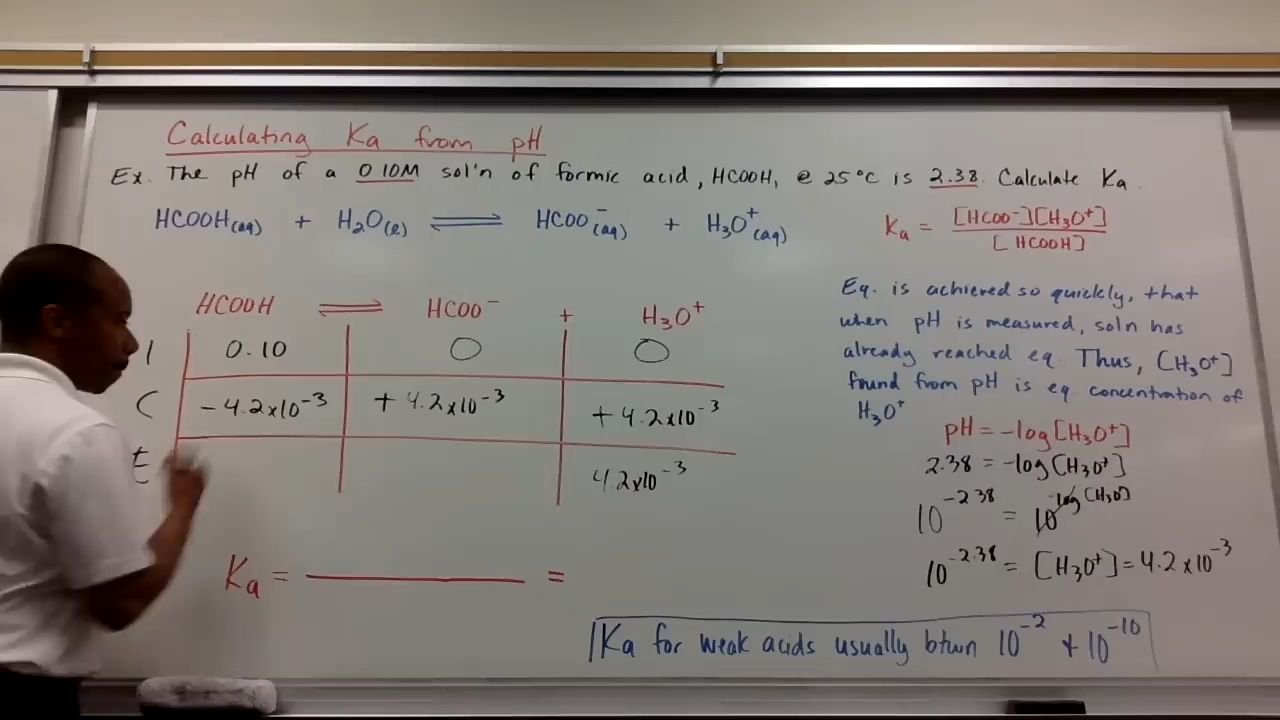 Calculating Ka from pH
Ex. The pH of a 0.10M sol'n of formic acid, HCOOH, @ 25°C is 2.38. Calculate Ka.
HCOOH(aq) + H₂O(ℓ) ⇌ HCOO⁻(aq) + H₃O⁺(aq)
Ka = [HCOO⁻][H₃O⁺] / [HCOOH]
HCOOH ⇌ HCOO⁻ + H₃O⁺
I 0.10 0 0
C - 4.2x10⁻³ + 4.2x10⁻³ + 4.2x10⁻³
E 4.2x10⁻³
Ka = ——— =
Eq. is achieved so quickly, that
when pH is measured, soln has
already reached eq. Thus, [H₃O⁺]
found from pH is eq concentration of
H₃O⁺
pH = -log[H₃O⁺]
2.38 = -log[H₃O⁺]
10⁻²·³⁸ = 10^log[H₃O]
10⁻²·³⁸ = [H₃O⁺] = 4.2 x 10⁻³
Ka for weak acids usually btwn 10⁻² + 10⁻¹⁰